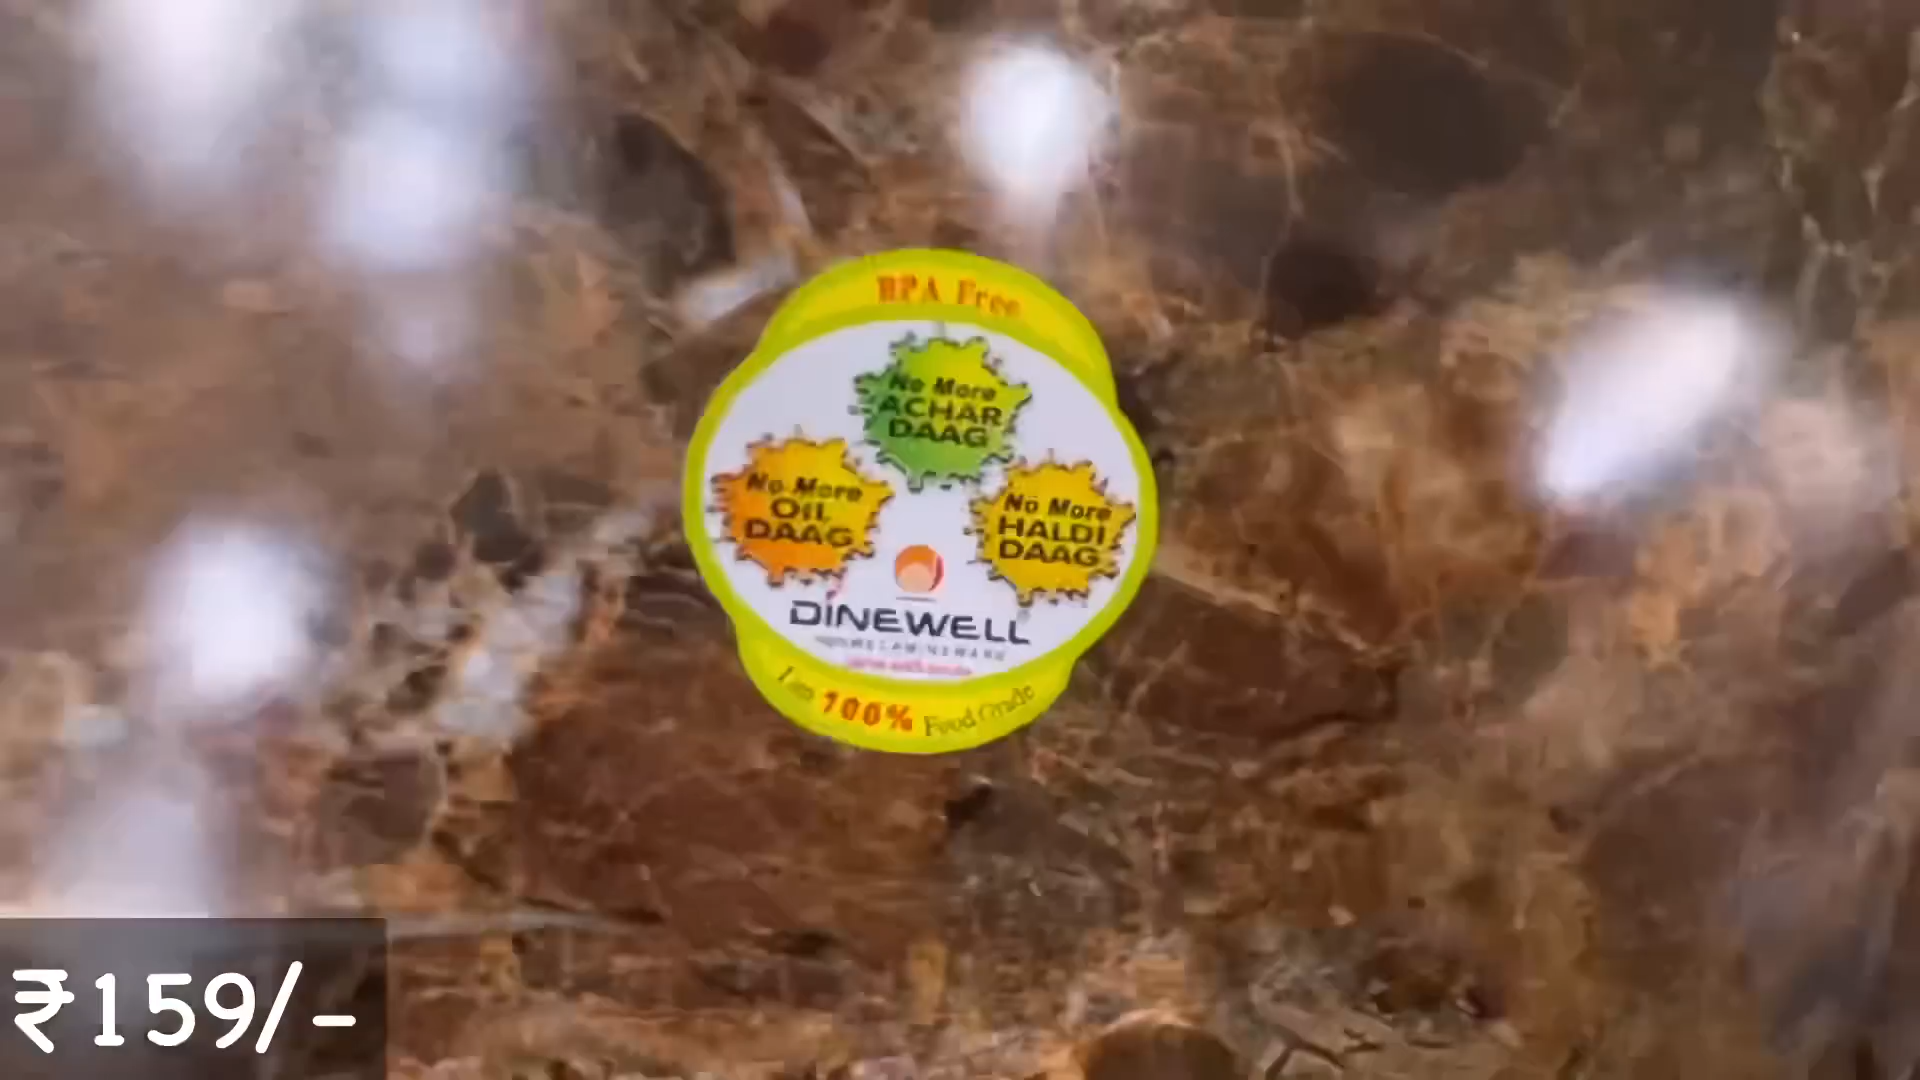 BPA Free
No More
ACHAR
DAAG
No More
OIL
DAAG
No More
HALDI
DAAG
DINEWELL
I am 100% Food Grade
₹159/-